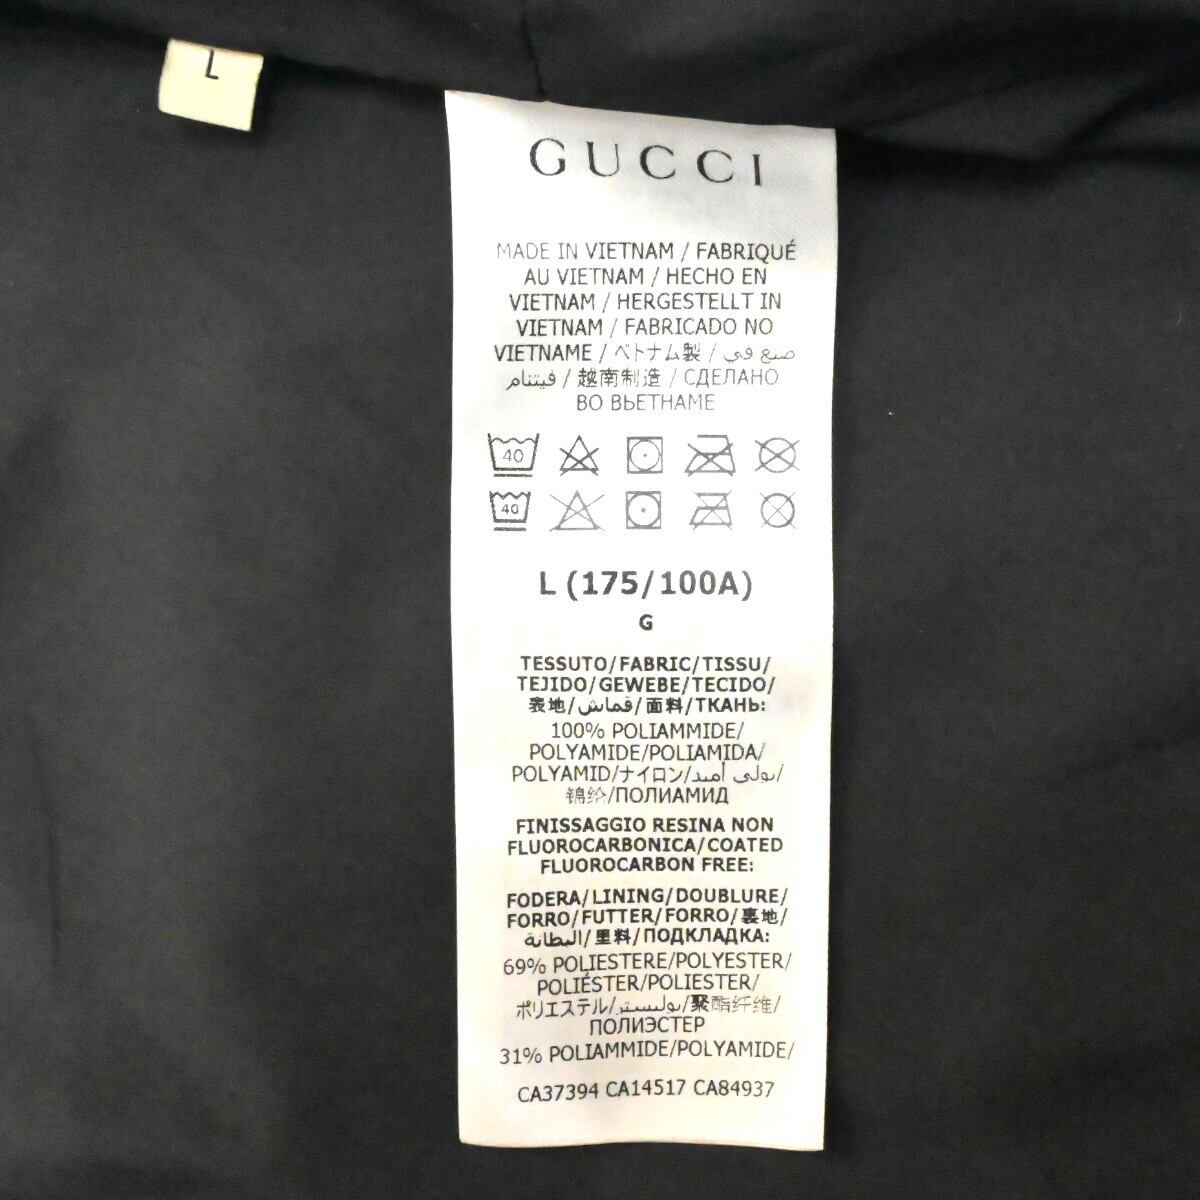 L
GUCCI
MADE IN VIETNAM / FABRIQUÉ
AU VIETNAM / HECHO EN
VIETNAM / HERGESTELLT IN
VIETNAM / FABRICADO NO
VIETNAME / ベトナム製 / صنع في
فيتنام / 越南制造 / СДЕЛАНО
ВО ВЬЕТНАМЕ
40
40
L (175/100A)
G
TESSUTO/FABRIC/TISSU/
TEJIDO/GEWEBE/TECIDO/
表地/قماش/面料/ТКАНЬ:
100% POLIAMMIDE/
POLYAMIDE/POLIAMIDA/
POLYAMID/ナイロン/بولي أميد/
锦纶/ПОЛИАМИД
FINISSAGGIO RESINA NON
FLUOROCARBONICA/COATED
FLUOROCARBON FREE:
FODERA/LINING/DOUBLURE/
FORRO/FUTTER/FORRO/裏地/
البطانة/里料/ПОДКЛАДКА:
69% POLIESTERE/POLYESTER/
POLIÉSTER/POLIESTER/
ポリエステル/بوليستر/聚酯纤维/
ПОЛИЭСТЕР
31% POLIAMMIDE/POLYAMIDE/
CA37394 CA14517 CA84937